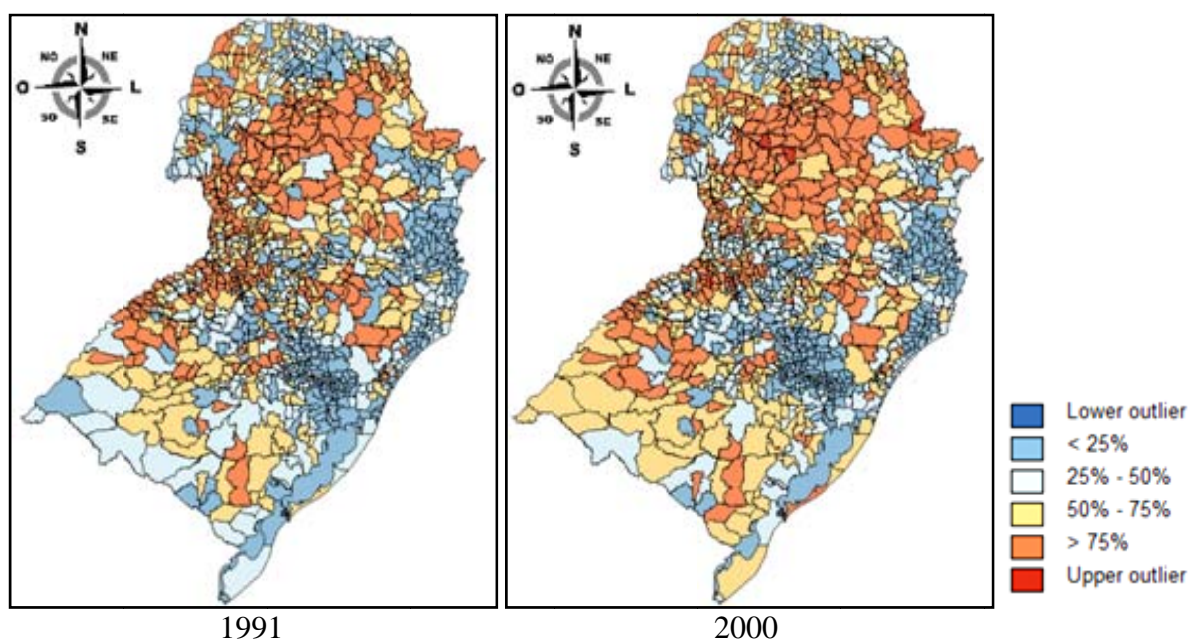 N
NO NE
O L
SO SE
S
N
NO NE
O L
SO SE
S
Lower outlier
< 25%
25% - 50%
50% - 75%
> 75%
Upper outlier
1991 2000